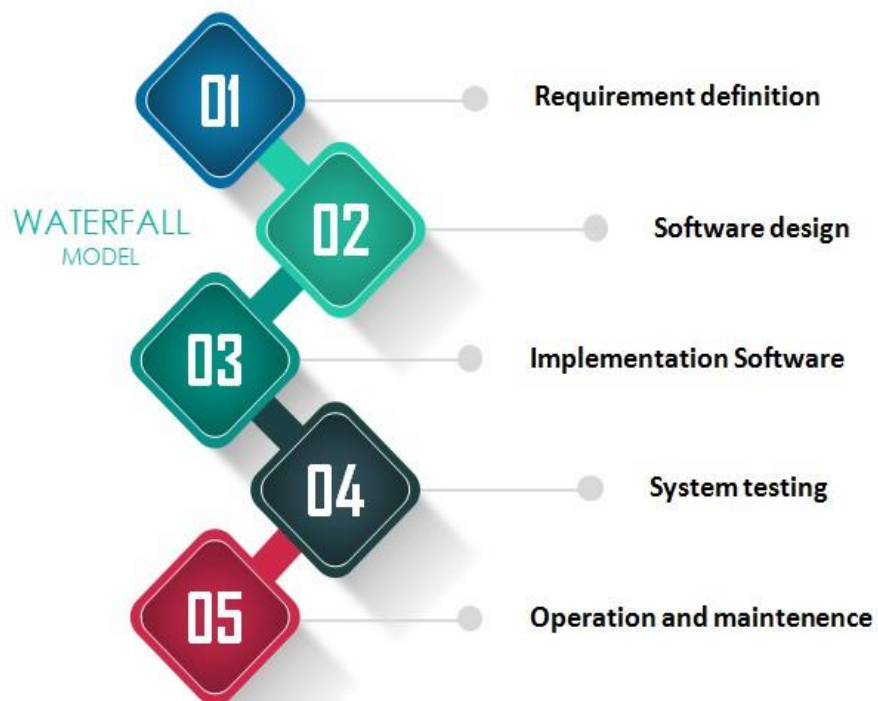 01
Requirement definition
WATERFALL
MODEL
02
Software design
03
Implementation Software
04
System testing
05
Operation and maintenence